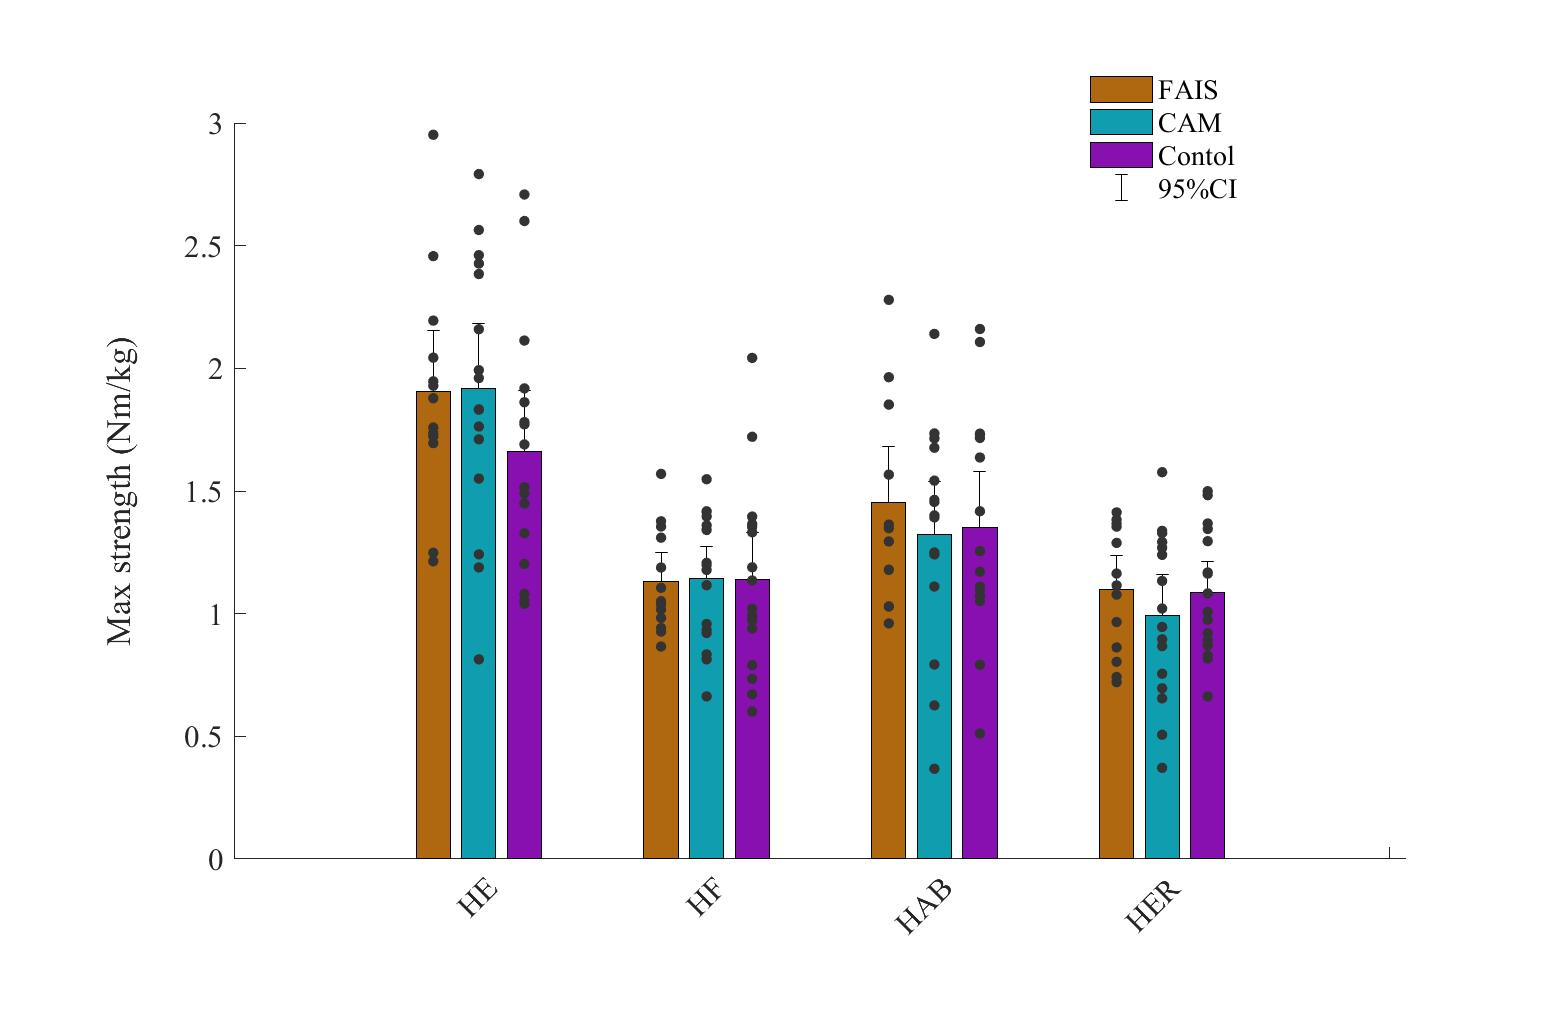 FAIS
CAM
Contol
95%CI
3
2.5
2
1.5
1
0.5
0
Max strength (Nm/kg)
HE
HF
HAB
HER